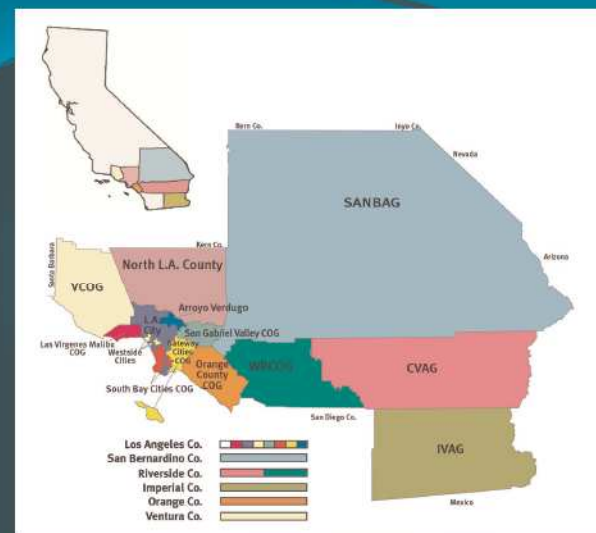 Kern Co.
Inyo Co.
Nevada
SANBAG
Arizona
Kern Co.
Santa Barbara
North L.A. County
VCOG
Arroyo Verdugo
L.A.
City
San Gabriel Valley COG
Las Virgenes Malibu
COG
Westside
Cities
Gateway
Cities
COG
Orange
County
COG
WRCOG
CVAG
South Bay Cities COG
San Diego Co.
IVAG
Mexico
Los Angeles Co.
San Bernardino Co.
Riverside Co.
Imperial Co.
Orange Co.
Ventura Co.